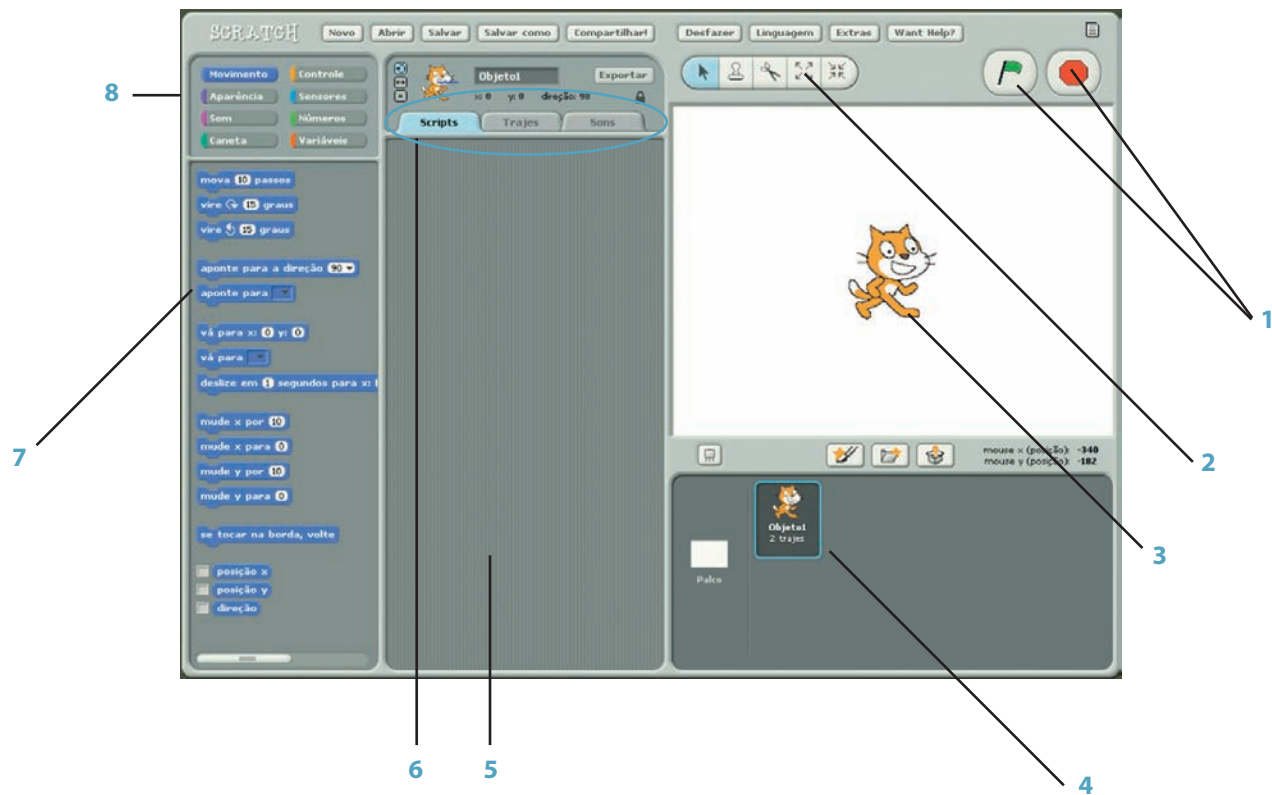 SCRATCH Novo Abrir Salvar Salvar como Compartilhar! Desfazer Linguagem Extras Want Help?
Movimento Controle
Aparência Sensores
Som Números
Caneta Variáveis
8
mova 10 passos
vire 15 graus
vire 15 graus
aponte para a direção 90
aponte para
vá para x: 0 y: 0
vá para
deslize em 1 segundos para x:
mude x por 10
mude x para 0
mude y por 10
mude y para 0
se tocar na borda, volte
posição x
posição y
direção
7
Objeto1 Exportar
x: 0 y: 0 direção: 90
Scripts Trajes Sons
6
5
1
2
3
mouse x (posição): -340
mouse y (posição): -182
Palco
Objeto1
2 trajes
4